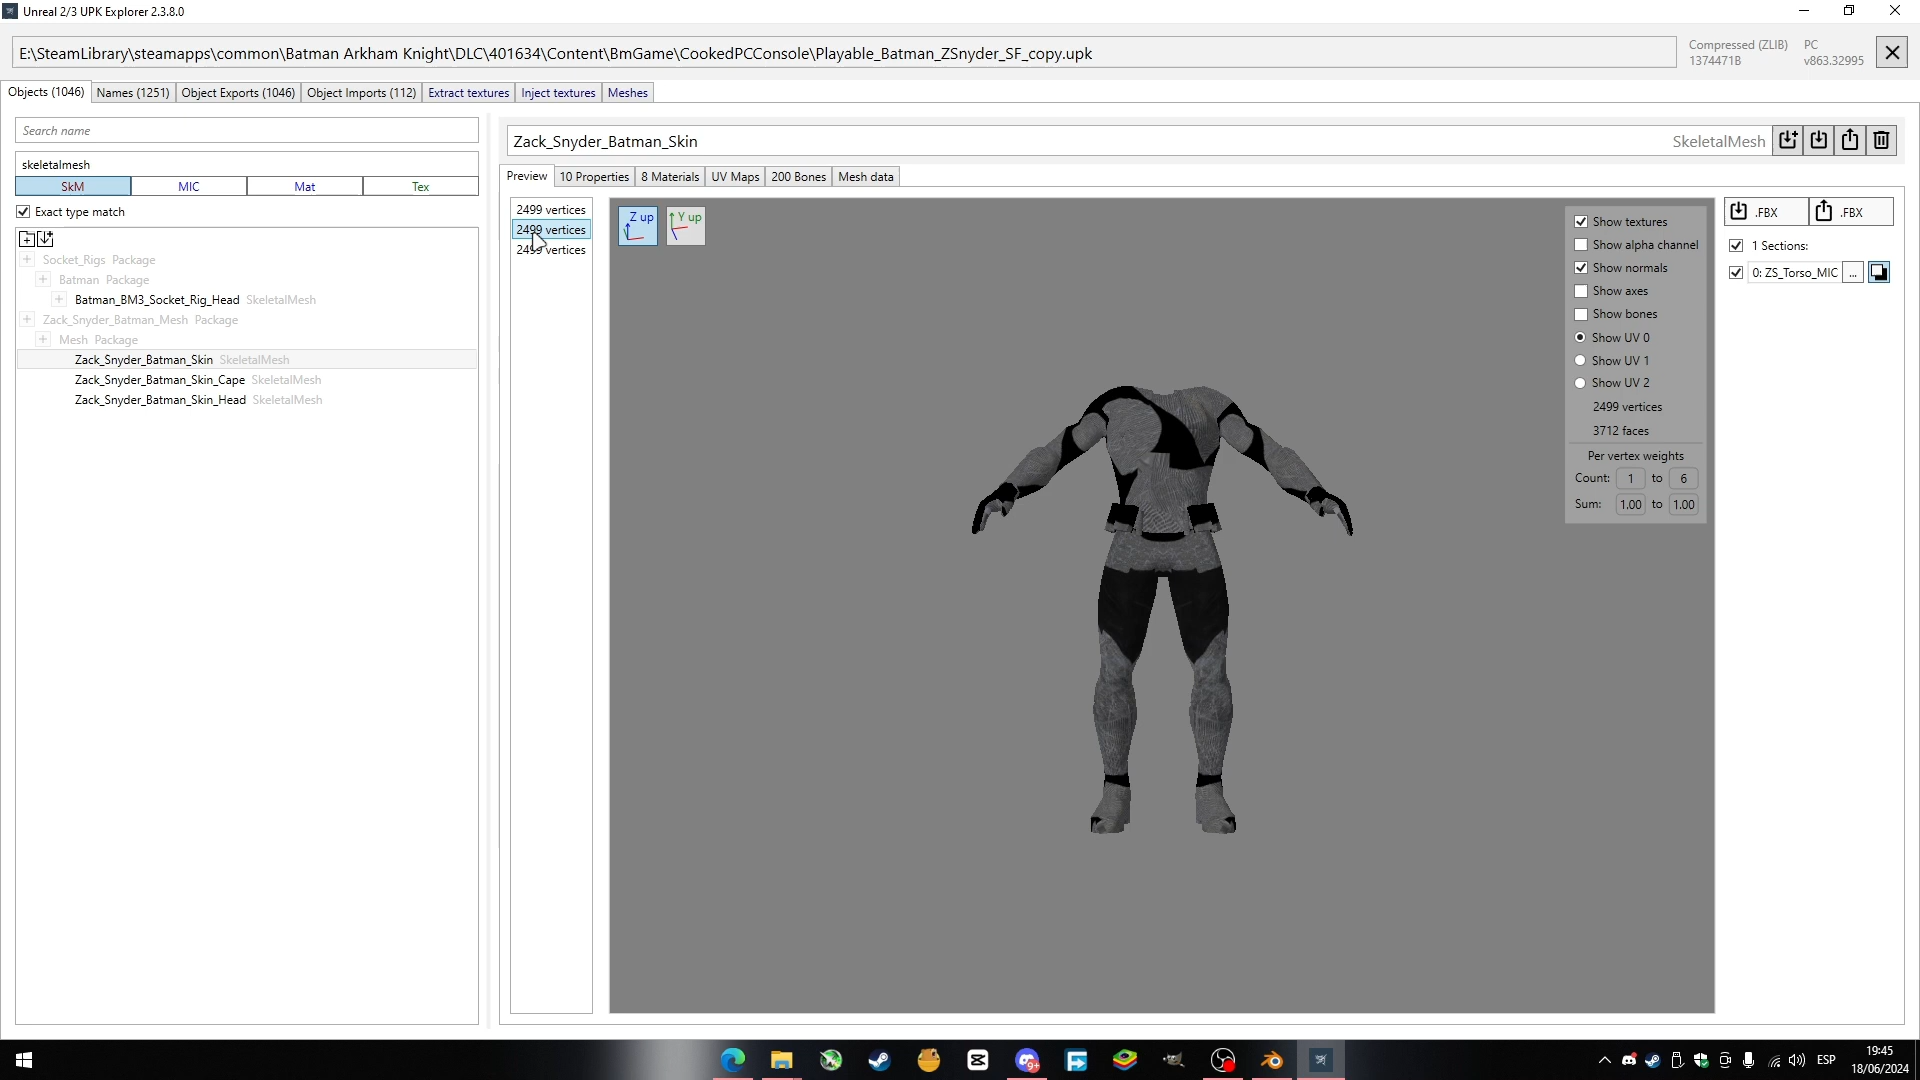 Unreal 2/3 UPK Explorer 2.3.8.0
E:\SteamLibrary\steamapps\common\Batman Arkham Knight\DLC\401634\Content\BmGame\CookedPCConsole\Playable_Batman_ZSnyder_SF_copy.upk
Compressed (ZLIB) PC
1374471B v863.32995
Objects (1046) Names (1251) Object Exports (1046) Object Imports (112) Extract textures Inject textures Meshes
Search name
skeletalmesh
SkM MIC Mat Tex
Exact type match
Socket_Rigs Package
Batman Package
Batman_BM3_Socket_Rig_Head SkeletalMesh
Zack_Snyder_Batman_Mesh Package
Mesh Package
Zack_Snyder_Batman_Skin SkeletalMesh
Zack_Snyder_Batman_Skin_Cape SkeletalMesh
Zack_Snyder_Batman_Skin_Head SkeletalMesh
Zack_Snyder_Batman_Skin SkeletalMesh
Preview 10 Properties 8 Materials UV Maps 200 Bones Mesh data
2499 vertices
2499 vertices
2499 vertices
Z up Y up
Show textures
Show alpha channel
Show normals
Show axes
Show bones
Show UV 0
Show UV 1
Show UV 2
2499 vertices
3712 faces
Per vertex weights
Count: 1 to 6
Sum: 1.00 to 1.00
.FBX .FBX
1 Sections:
0: ZS_Torso_MIC ...
9+
ESP
19:45
18/06/2024